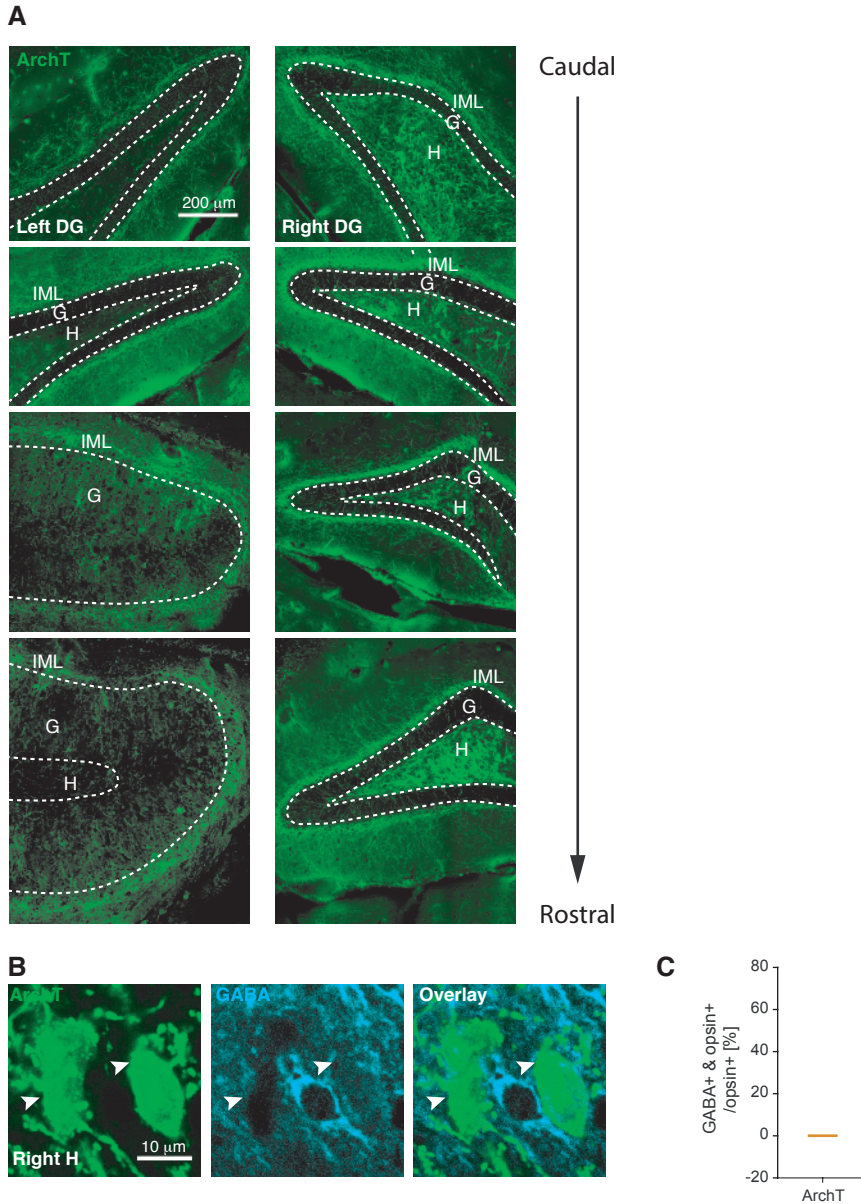 A
ArchT
Left DG
200 µm
IML
G
H
Right DG
Caudal
IML
G
H
IML
G
H
IML
G
IML
G
H
IML
G
H
IML
G
H
Rostral
B
ArchT
Right H
10 µm
GABA
Overlay
C
GABA+ & opsin+
/opsin+ [%]
80
60
40
20
0
-20
ArchT